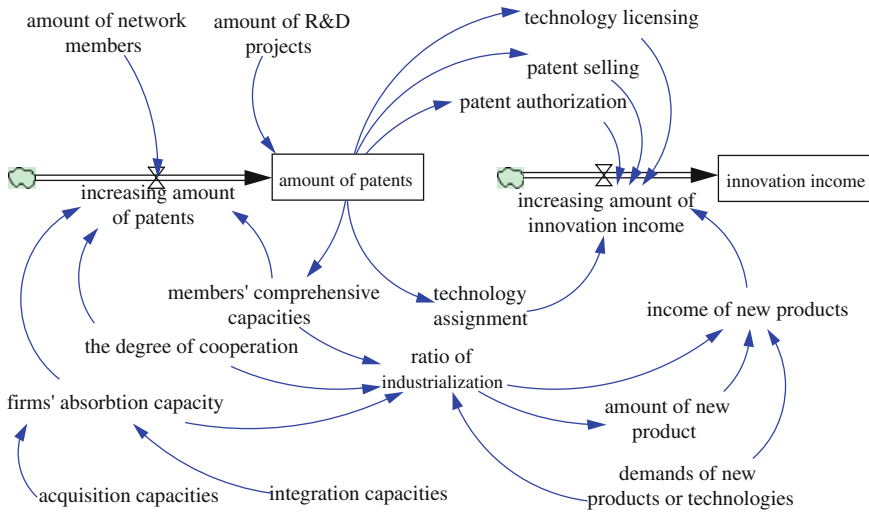 amount of network
members
amount of R&D
projects
technology licensing
patent selling
patent authorization
amount of patents
innovation income
increasing amount
of patents
increasing amount of
innovation income
members' comprehensive
capacities
technology
assignment
income of new products
the degree of cooperation
ratio of
industrialization
firms' absorbtion capacity
amount of new
product
acquisition capacities
integration capacities
demands of new
products or technologies